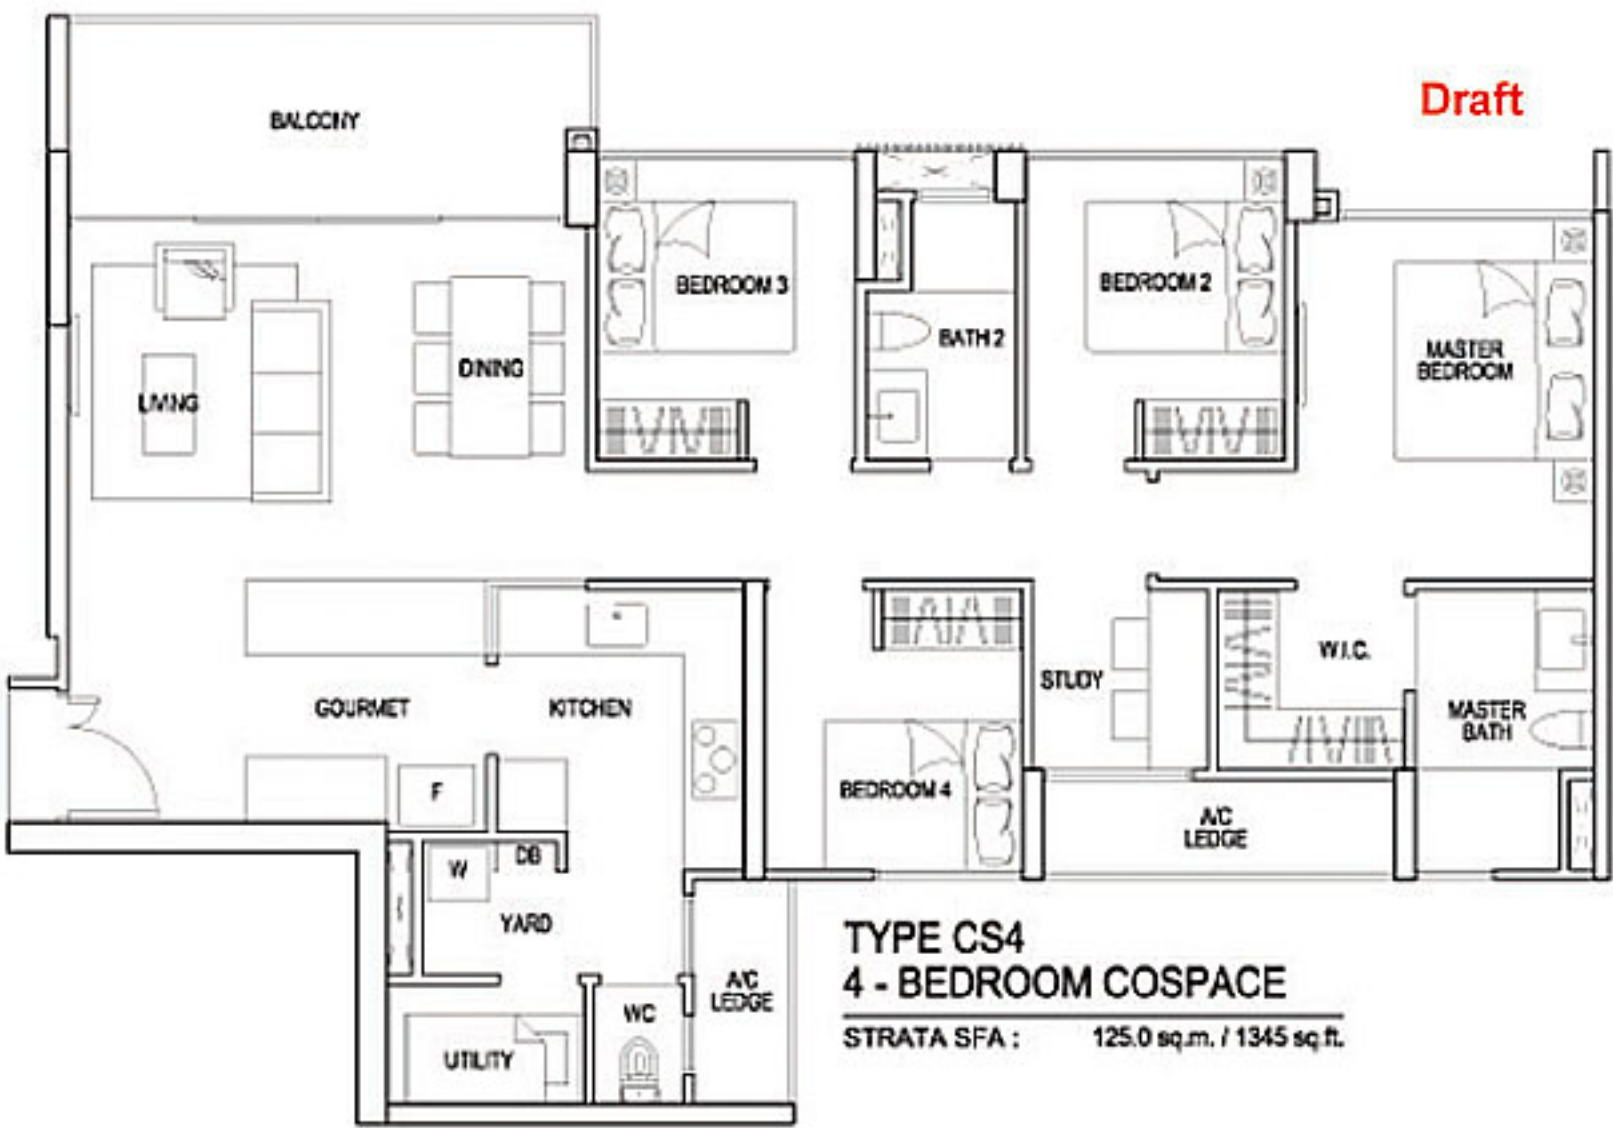 Draft
BALCONY
BEDROOM 3
BEDROOM 2
BATH 2
MASTER
BEDROOM
DINING
LIVING
W.I.C.
STUDY
GOURMET
KITCHEN
MASTER
BATH
F
BEDROOM 4
A/C
LEDGE
DB
W
YARD
TYPE CS4
4 - BEDROOM COSPACE
A/C
LEDGE
WC
STRATA SFA : 125.0 sq.m. / 1345 sq.ft.
UTILITY